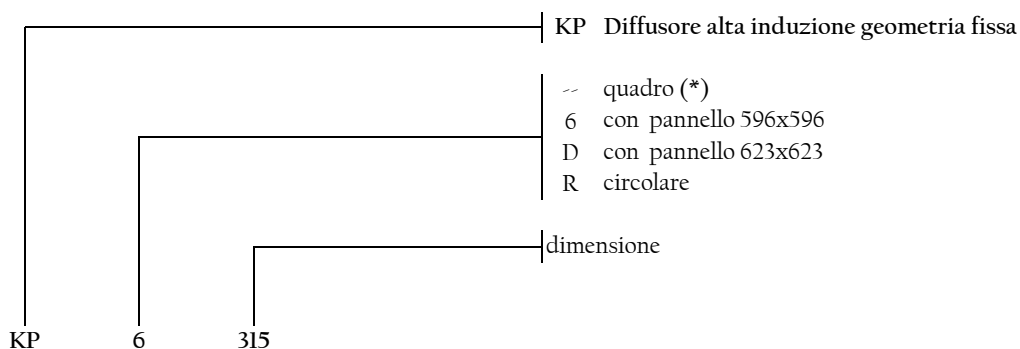 KP Diffusore alta induzione geometria fissa
-- quadro (*)
6 con pannello 596x596
D con pannello 623x623
R circolare
dimensione
KP 6 315